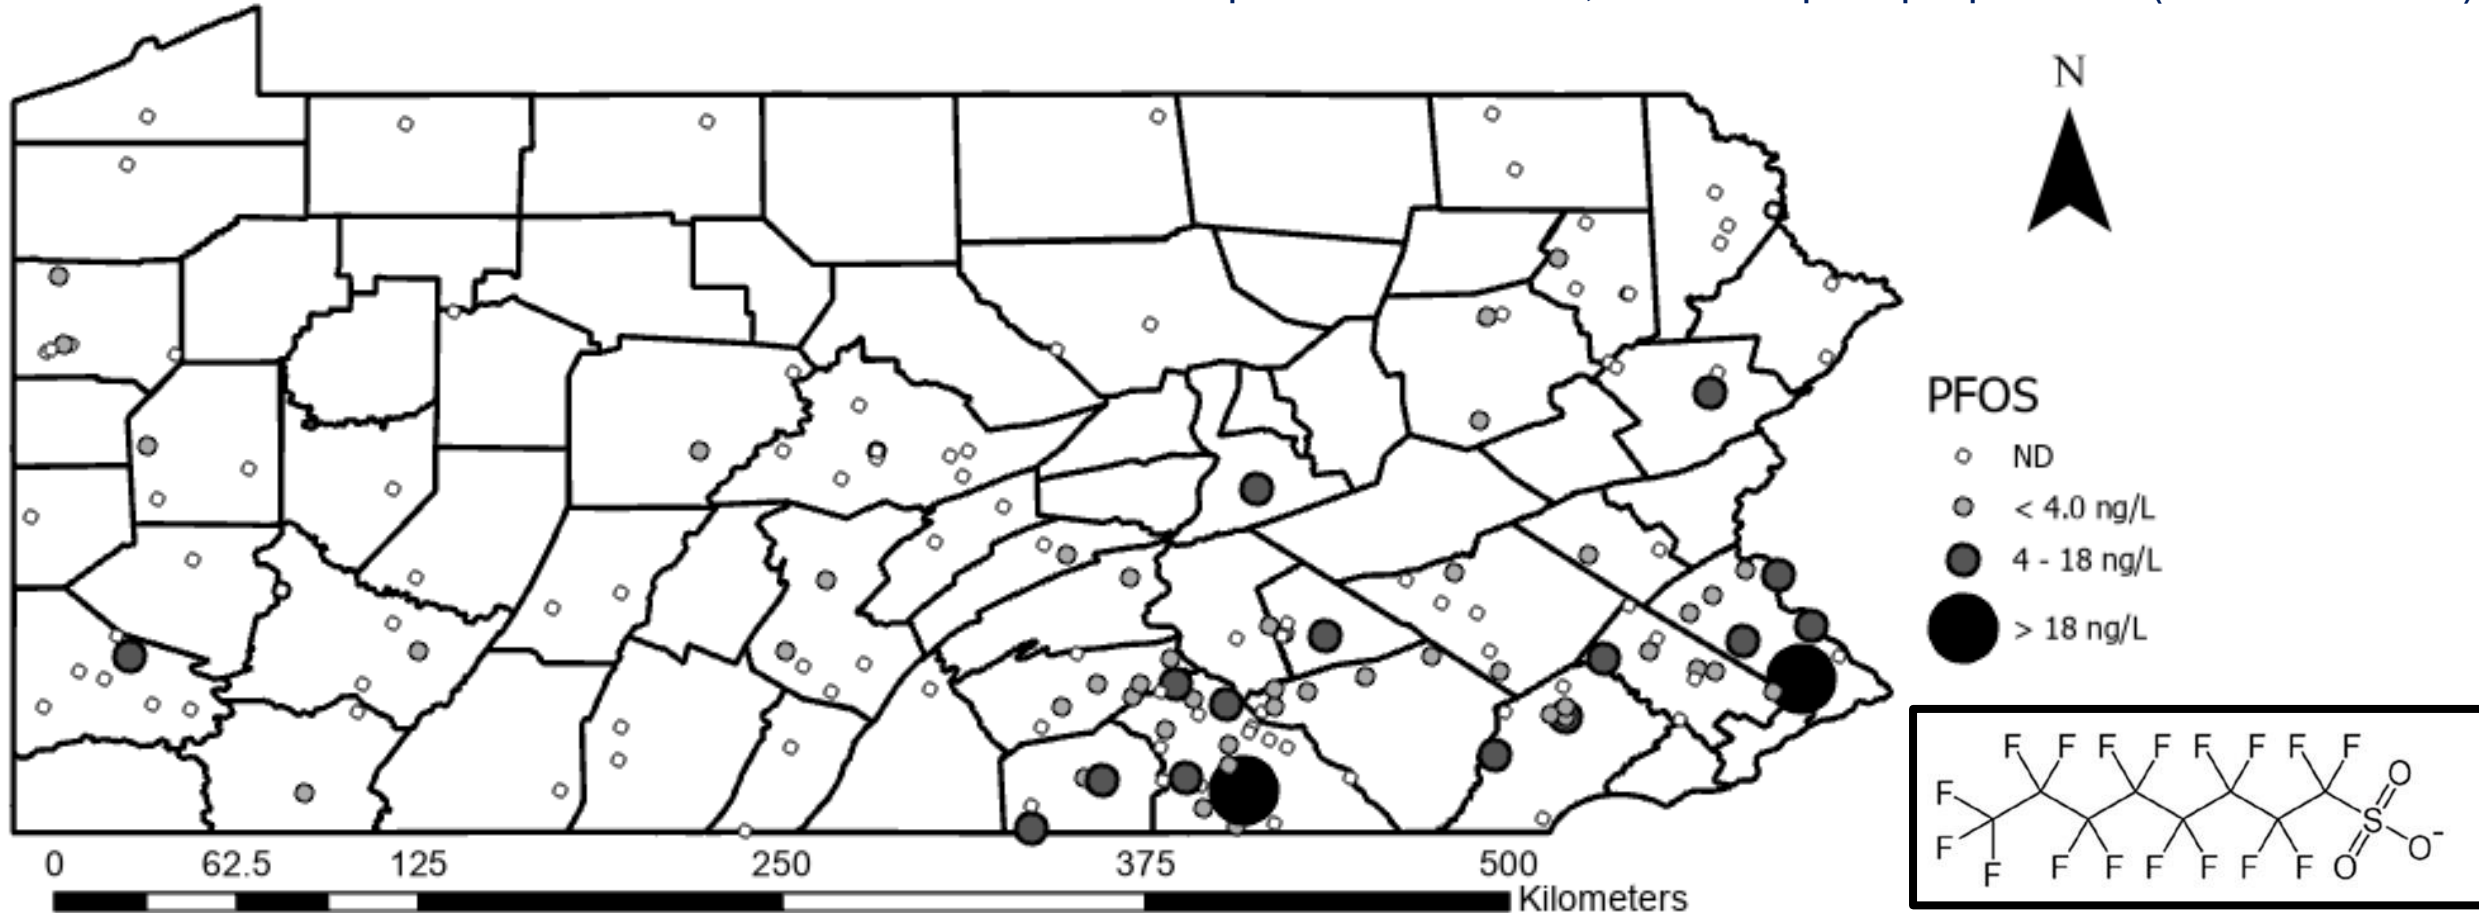 N
PFOS
ND
< 4.0 ng/L
4 - 18 ng/L
> 18 ng/L
0 62.5 125 250 375 500
Kilometers
F F F F F F F F
F O
F S O-
F F F F F F F O